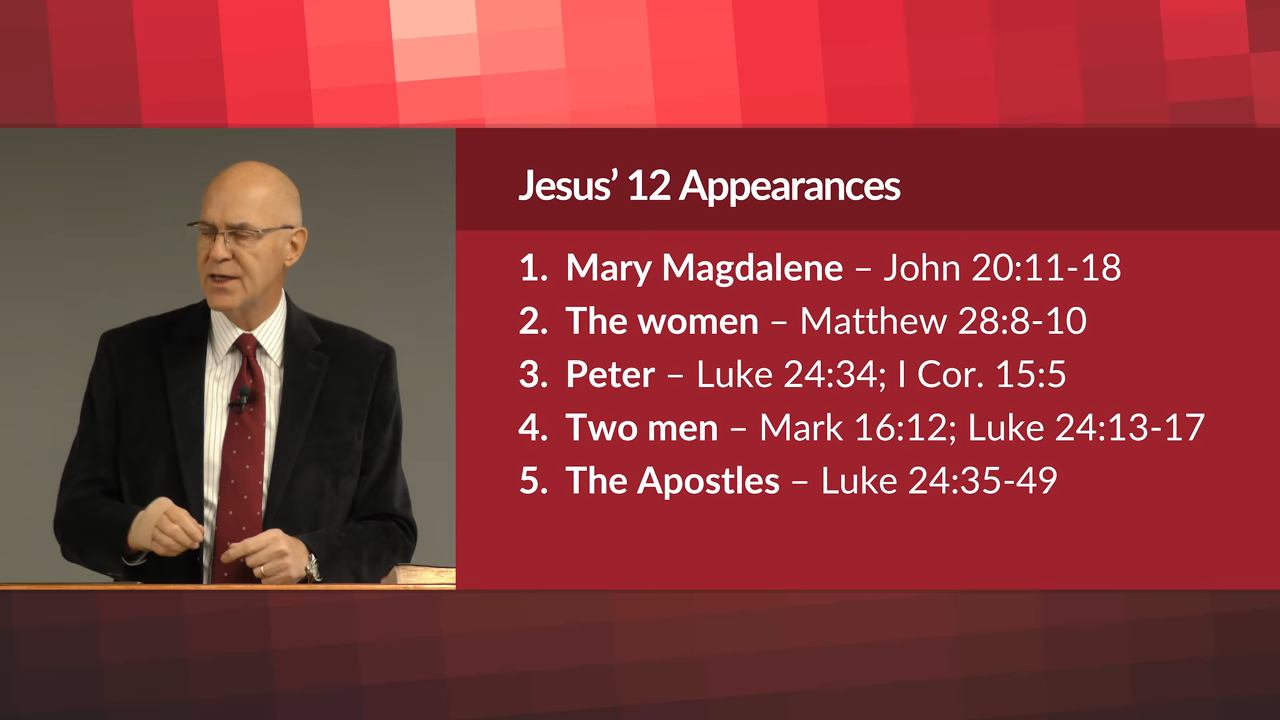 Jesus’ 12 Appearances
1. Mary Magdalene – John 20:11-18
2. The women – Matthew 28:8-10
3. Peter – Luke 24:34; I Cor. 15:5
4. Two men – Mark 16:12; Luke 24:13-17
5. The Apostles – Luke 24:35-49